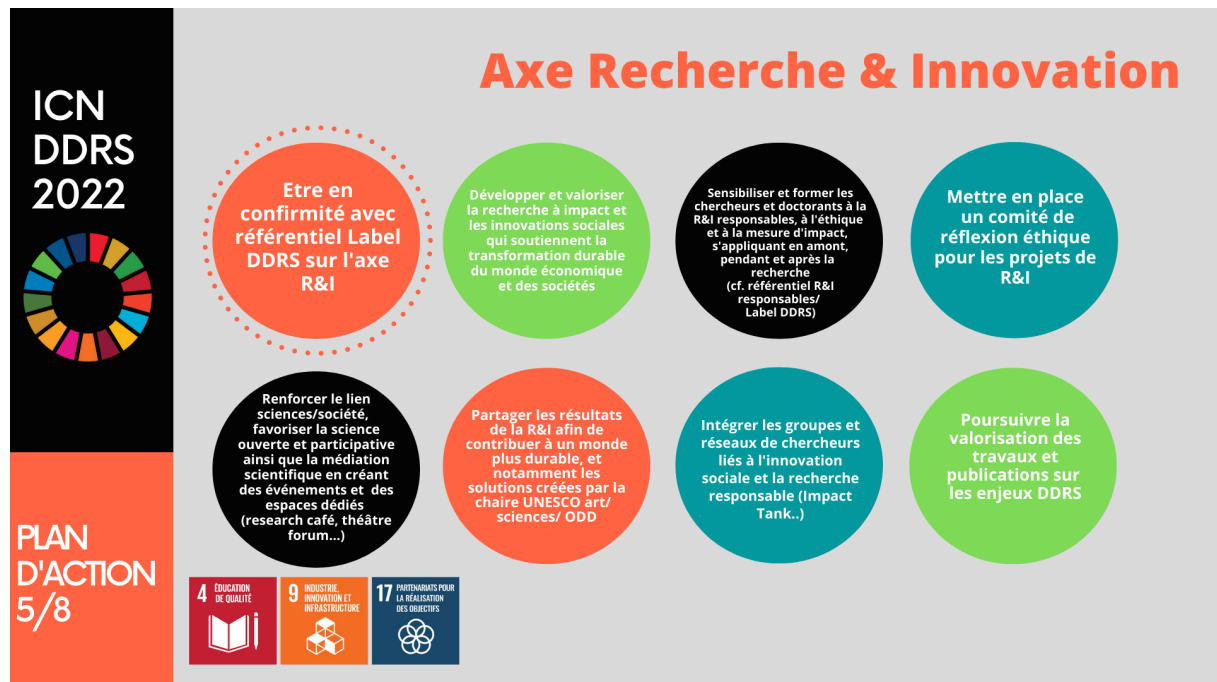 ICN
DDRS
2022
PLAN
D'ACTION
5/8
Axe Recherche & Innovation
Etre en
confirmité avec
référentiel Label
DDRS sur l'axe
R&I
Développer et valoriser
la recherche à impact et
les innovations sociales
qui soutiennent la
transformation durable
du monde économique
et des sociétés
Sensibiliser et former les
chercheurs et doctorants à la
R&I responsables, à l'éthique
et à la mesure d'impact,
s'appliquant en amont,
pendant et après la
recherche
(cf. référentiel R&I
responsables/
Label DDRS)
Mettre en place
un comité de
réflexion éthique
pour les projets de
R&I
Renforcer le lien
sciences/société,
favoriser la science
ouverte et participative
ainsi que la médiation
scientifique en créant
des événements et des
espaces dédiés
(research café, théâtre
forum...)
Partager les résultats
de la R&I afin de
contribuer à un monde
plus durable, et
notamment les
solutions créées par la
chaire UNESCO art/
sciences/ ODD
Intégrer les groupes et
réseaux de chercheurs
liés à l'innovation
sociale et la recherche
responsable (Impact
Tank..)
Poursuivre la
valorisation des
travaux et
publications sur
les enjeux DDRS
4 ÉDUCATION
DE QUALITÉ
9 INDUSTRIE,
INNOVATION ET
INFRASTRUCTURE
17 PARTENARIATS POUR
LA RÉALISATION
DES OBJECTIFS